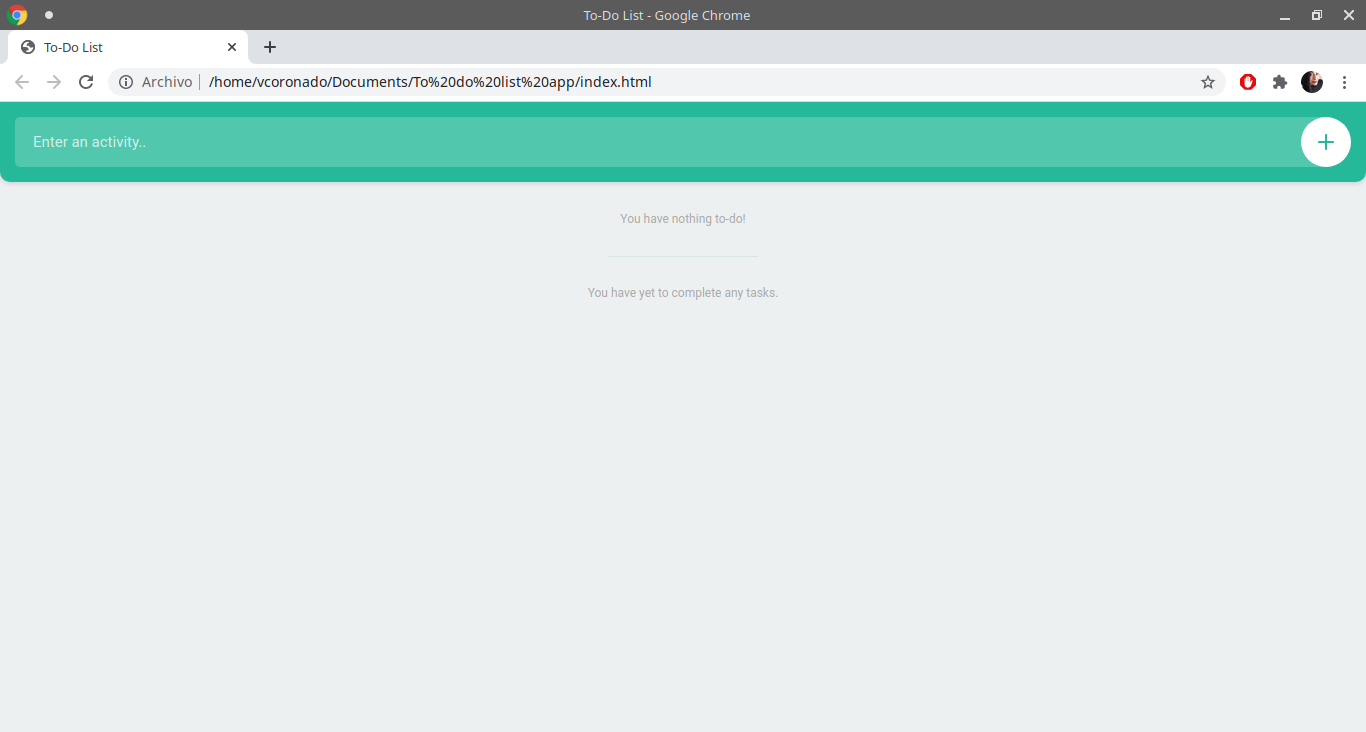 To-Do List - Google Chrome
To-Do List
Archivo /home/vcoronado/Documents/To%20do%20list%20app/index.html
Enter an activity..
You have nothing to-do!
You have yet to complete any tasks.